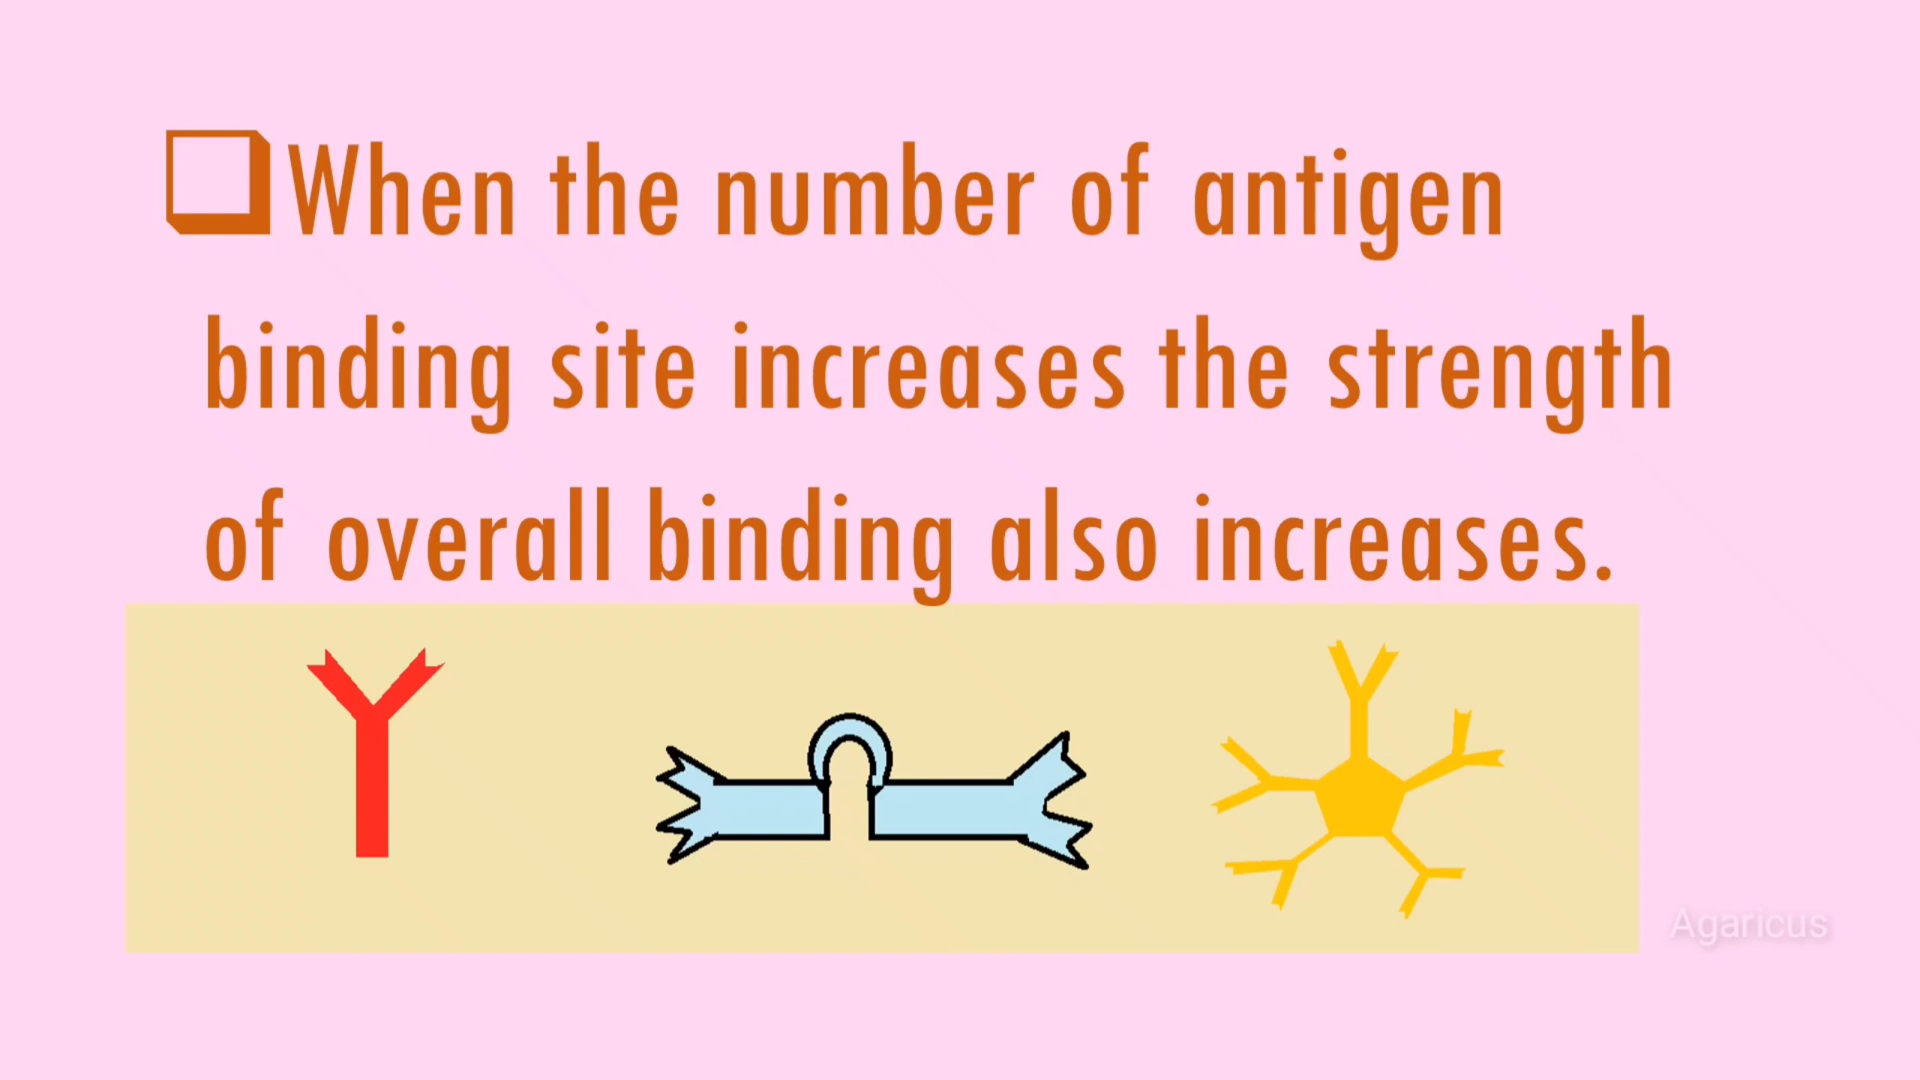 When the number of antigen
binding site increases the strength
of overall binding also increases.
Agaricus